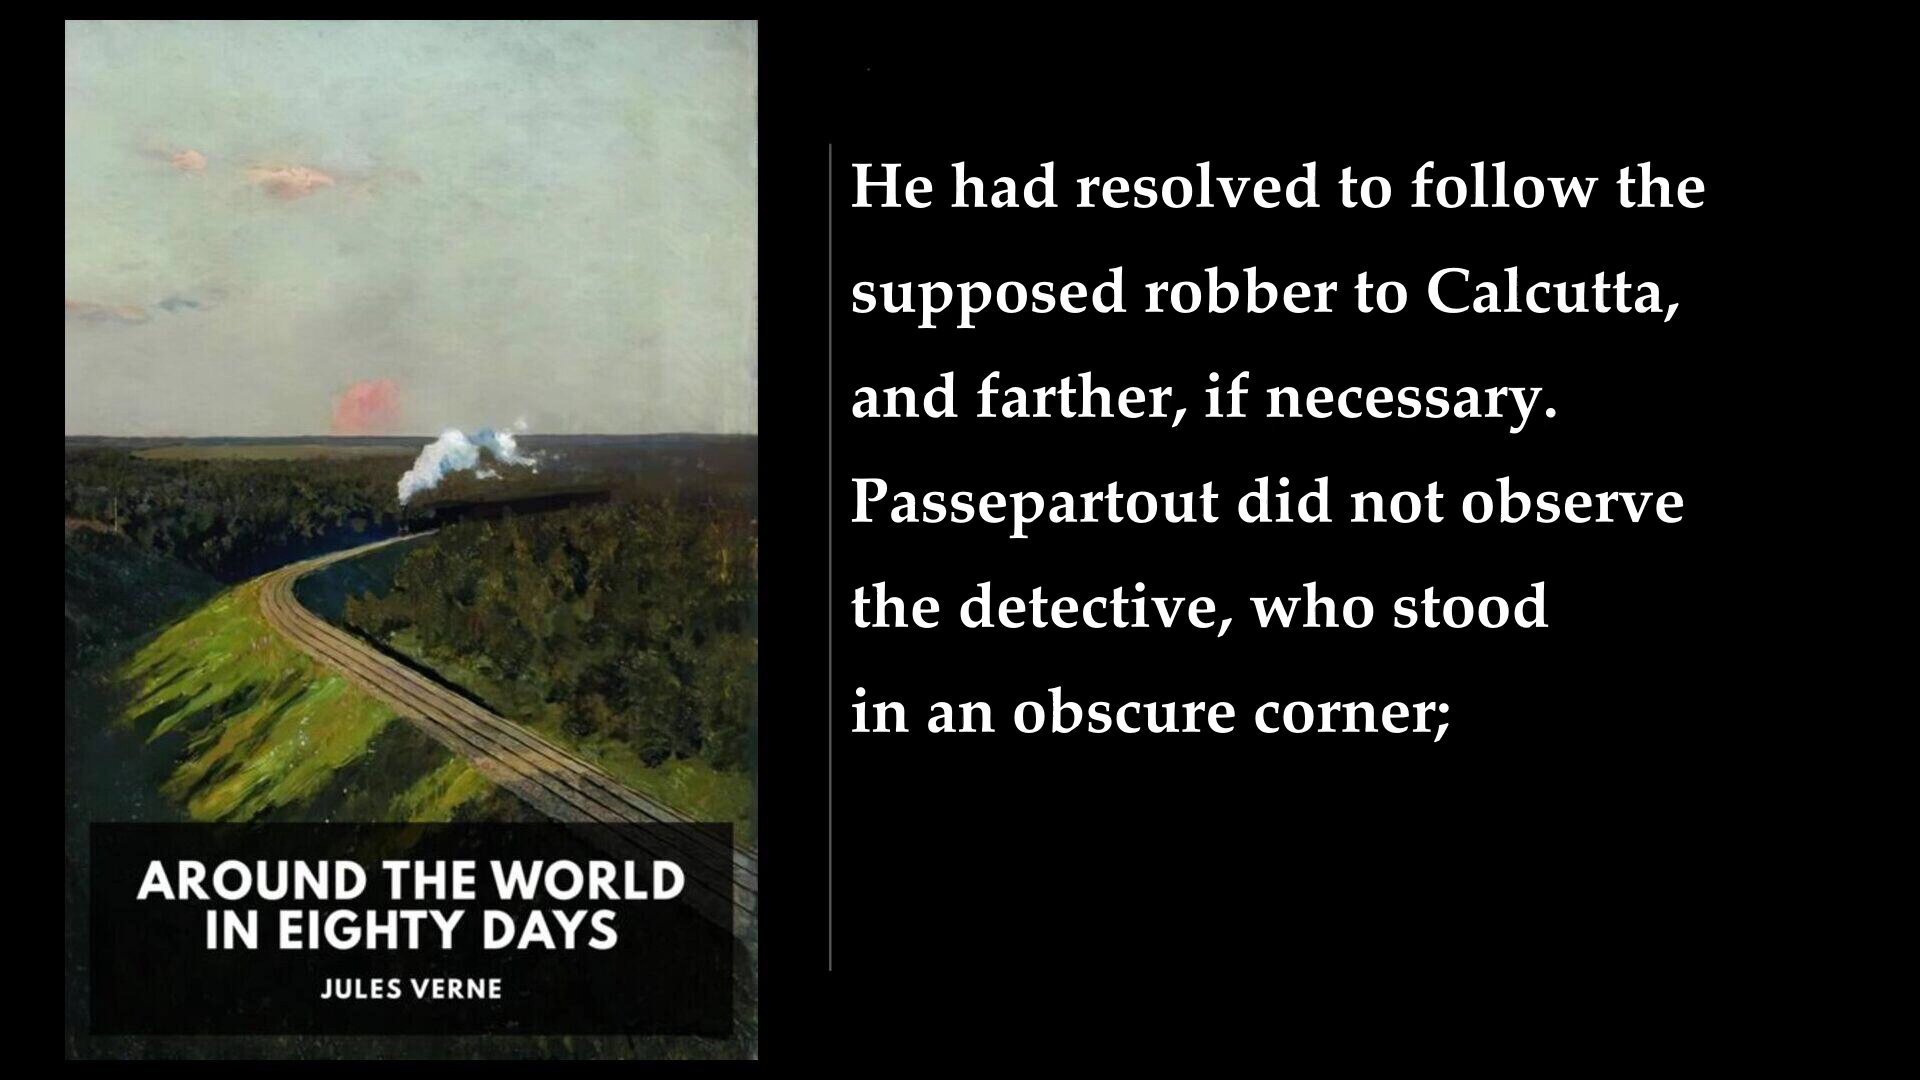 He had resolved to follow the
supposed robber to Calcutta,
and farther, if necessary.
Passepartout did not observe
the detective, who stood
in an obscure corner;
AROUND THE WORLD
IN EIGHTY DAYS
JULES VERNE